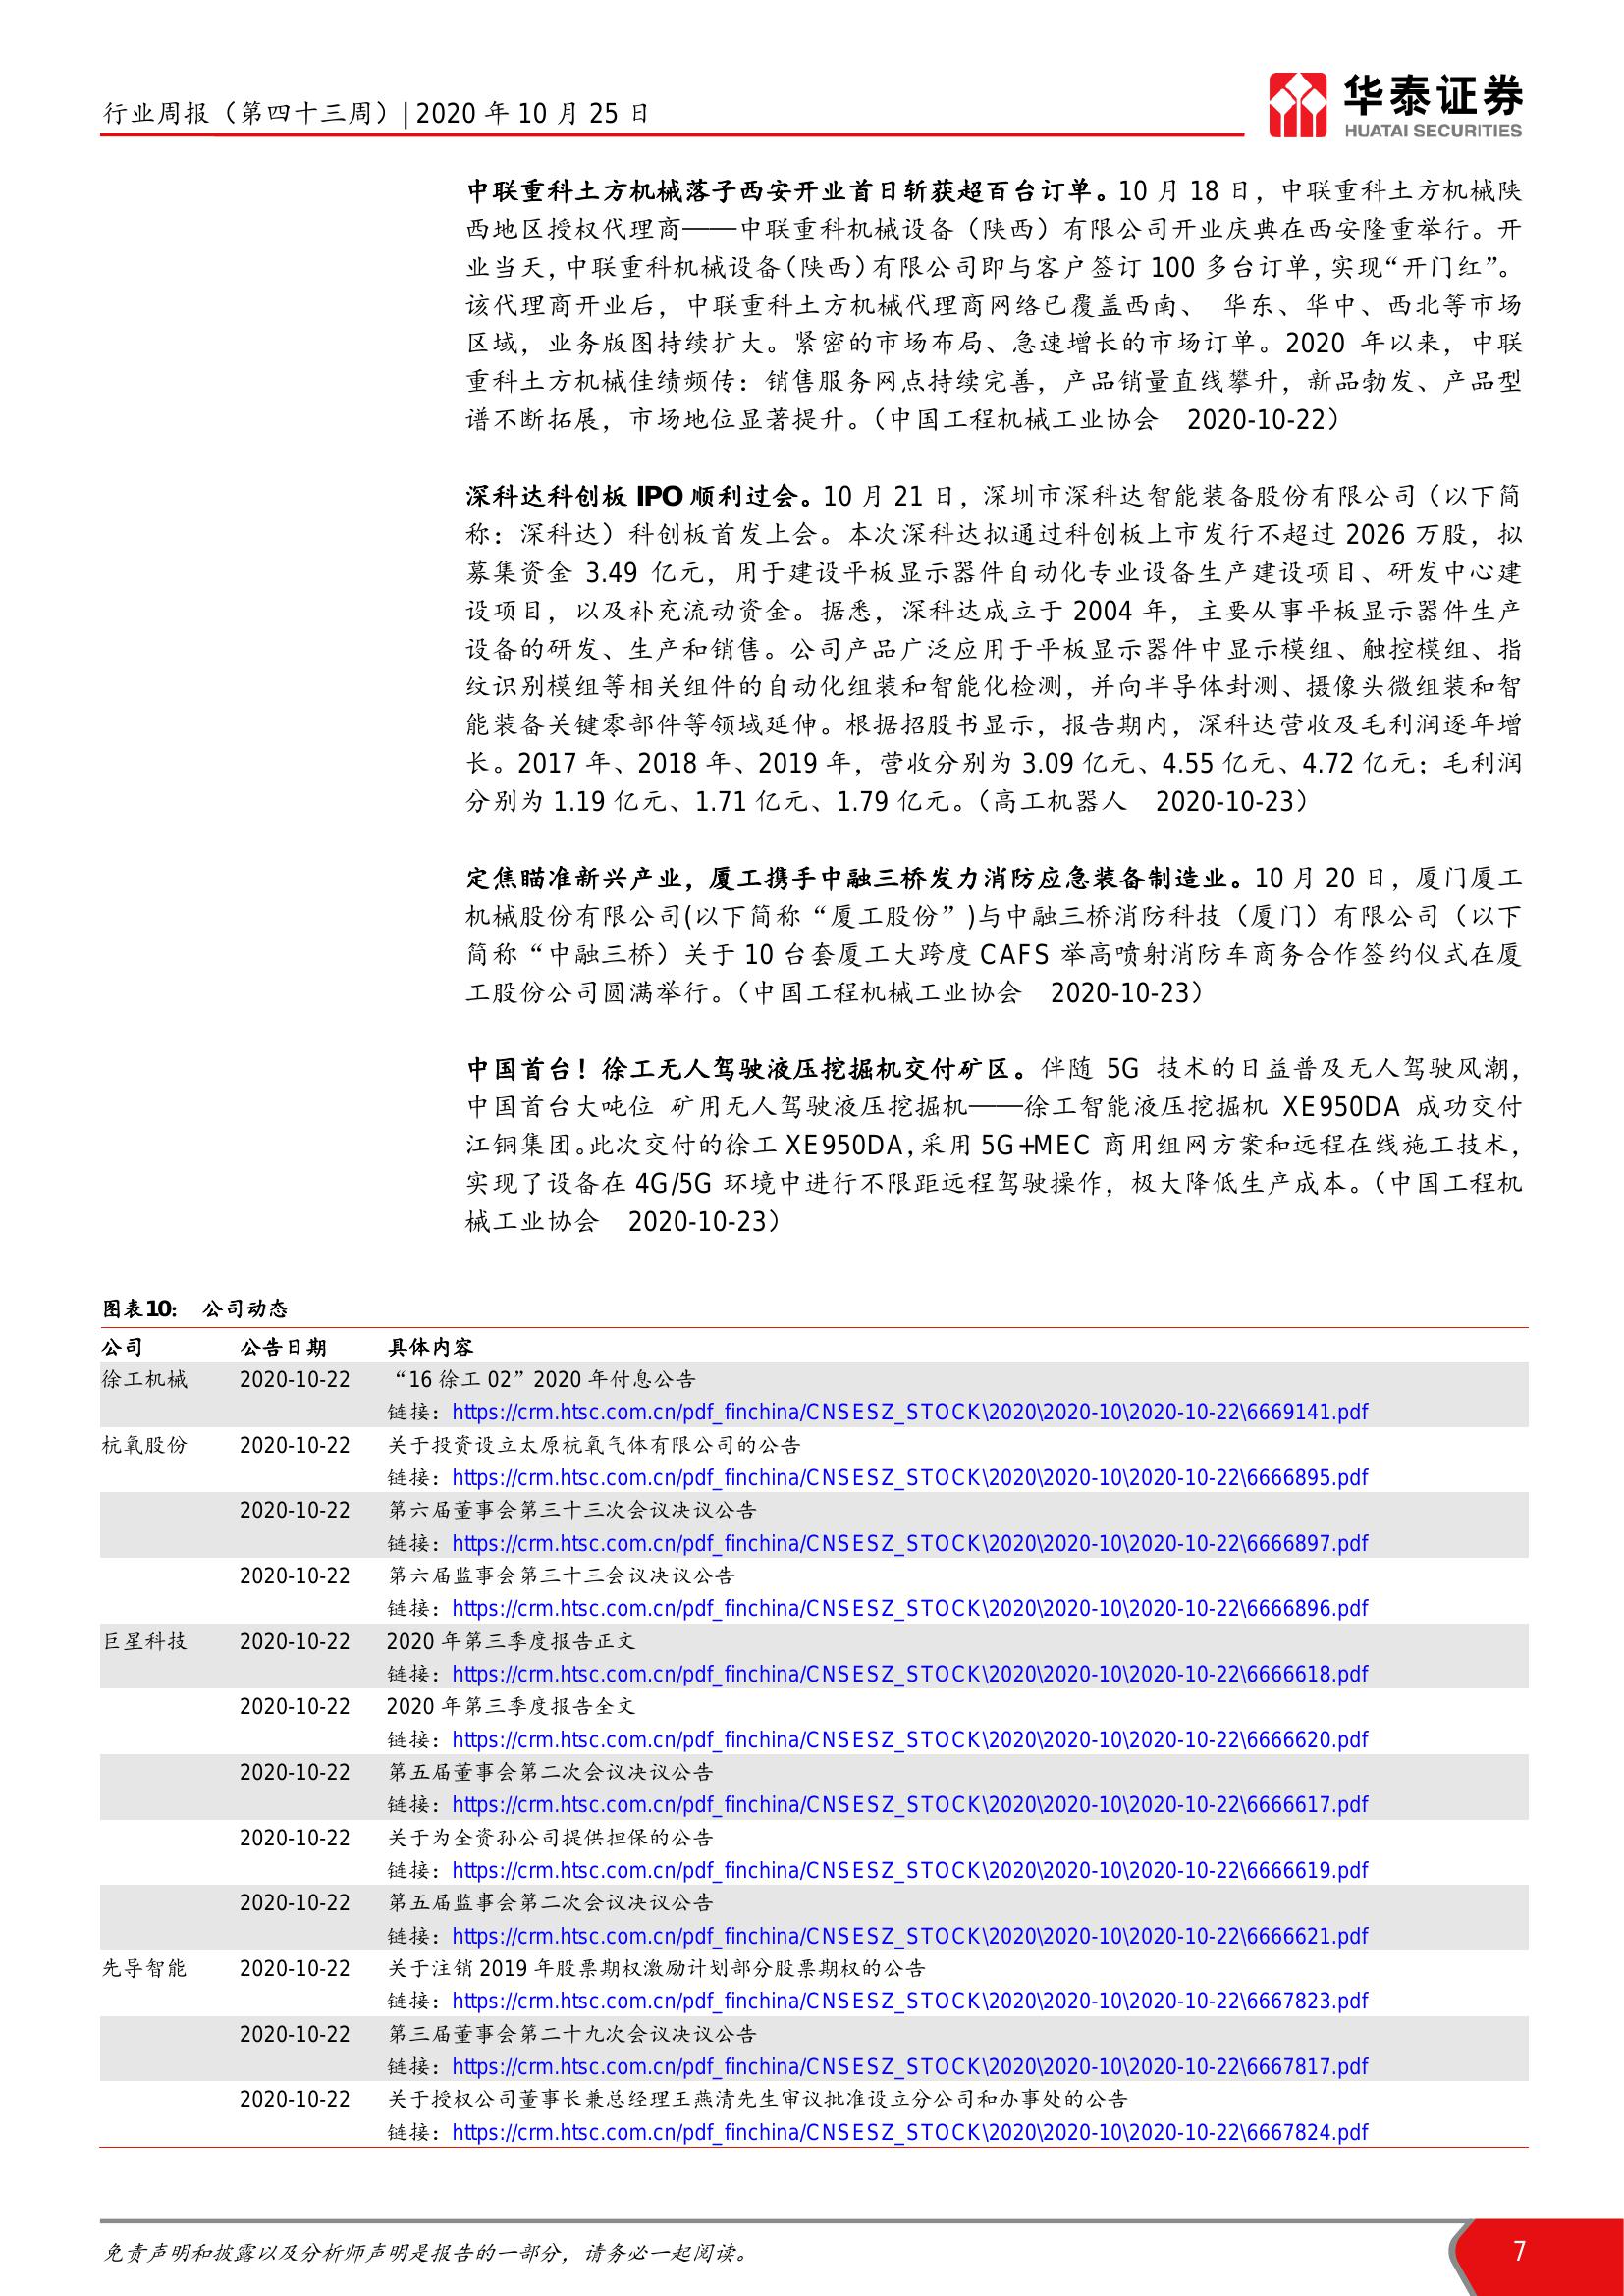 行业周报（第四十三周）| 2020 年 10 月 25 日
华泰证券
HUATAI SECURITIES
中联重科土方机械落子西安开业首日斩获超百台订单。10 月 18 日，中联重科土方机械陕
西地区授权代理商——中联重科机械设备（陕西）有限公司开业庆典在西安隆重举行。开
业当天，中联重科机械设备（陕西）有限公司即与客户签订 100 多台订单，实现“开门红”。
该代理商开业后，中联重科土方机械代理商网络已覆盖西南、 华东、华中、西北等市场
区域，业务版图持续扩大。紧密的市场布局、急速增长的市场订单。2020 年以来，中联
重科土方机械佳绩频传：销售服务网点持续完善，产品销量直线攀升，新品勃发、产品型
谱不断拓展，市场地位显著提升。（中国工程机械工业协会 2020-10-22）
深科达科创板 IPO 顺利过会。10 月 21 日，深圳市深科达智能装备股份有限公司（以下简
称：深科达）科创板首发上会。本次深科达拟通过科创板上市发行不超过 2026 万股，拟
募集资金 3.49 亿元，用于建设平板显示器件自动化专业设备生产建设项目、研发中心建
设项目，以及补充流动资金。据悉，深科达成立于 2004 年，主要从事平板显示器件生产
设备的研发、生产和销售。公司产品广泛应用于平板显示器件中显示模组、触控模组、指
纹识别模组等相关组件的自动化组装和智能化检测，并向半导体封测、摄像头微组装和智
能装备关键零部件等领域延伸。根据招股书显示，报告期内，深科达营收及毛利润逐年增
长。2017 年、2018 年、2019 年，营收分别为 3.09 亿元、4.55 亿元、4.72 亿元；毛利润
分别为 1.19 亿元、1.71 亿元、1.79 亿元。（高工机器人 2020-10-23）
定焦瞄准新兴产业，厦工携手中融三桥发力消防应急装备制造业。10 月 20 日，厦门厦工
机械股份有限公司(以下简称“厦工股份”)与中融三桥消防科技（厦门）有限公司（以下
简称“中融三桥）关于 10 台套厦工大跨度 CAFS 举高喷射消防车商务合作签约仪式在厦
工股份公司圆满举行。（中国工程机械工业协会 2020-10-23）
中国首台！徐工无人驾驶液压挖掘机交付矿区。伴随 5G 技术的日益普及无人驾驶风潮，
中国首台大吨位 矿用无人驾驶液压挖掘机——徐工智能液压挖掘机 XE950DA 成功交付
江铜集团。此次交付的徐工 XE950DA，采用 5G+MEC 商用组网方案和远程在线施工技术，
实现了设备在 4G/5G 环境中进行不限距远程驾驶操作，极大降低生产成本。（中国工程机
械工业协会 2020-10-23）
图表10： 公司动态
公司 公告日期 具体内容
徐工机械 2020-10-22 “16 徐工 02”2020 年付息公告
链接：https://crm.htsc.com.cn/pdf_finchina/CNSESZ_STOCK\2020\2020-10\2020-10-22\6669141.pdf
杭氧股份 2020-10-22 关于投资设立太原杭氧气体有限公司的公告
链接：https://crm.htsc.com.cn/pdf_finchina/CNSESZ_STOCK\2020\2020-10\2020-10-22\6666895.pdf
2020-10-22 第六届董事会第三十三次会议决议公告
链接：https://crm.htsc.com.cn/pdf_finchina/CNSESZ_STOCK\2020\2020-10\2020-10-22\6666897.pdf
2020-10-22 第六届监事会第三十三会议决议公告
链接：https://crm.htsc.com.cn/pdf_finchina/CNSESZ_STOCK\2020\2020-10\2020-10-22\6666896.pdf
巨星科技 2020-10-22 2020 年第三季度报告正文
链接：https://crm.htsc.com.cn/pdf_finchina/CNSESZ_STOCK\2020\2020-10\2020-10-22\6666618.pdf
2020-10-22 2020 年第三季度报告全文
链接：https://crm.htsc.com.cn/pdf_finchina/CNSESZ_STOCK\2020\2020-10\2020-10-22\6666620.pdf
2020-10-22 第五届董事会第二次会议决议公告
链接：https://crm.htsc.com.cn/pdf_finchina/CNSESZ_STOCK\2020\2020-10\2020-10-22\6666617.pdf
2020-10-22 关于为全资孙公司提供担保的公告
链接：https://crm.htsc.com.cn/pdf_finchina/CNSESZ_STOCK\2020\2020-10\2020-10-22\6666619.pdf
2020-10-22 第五届监事会第二次会议决议公告
链接：https://crm.htsc.com.cn/pdf_finchina/CNSESZ_STOCK\2020\2020-10\2020-10-22\6666621.pdf
先导智能 2020-10-22 关于注销 2019 年股票期权激励计划部分股票期权的公告
链接：https://crm.htsc.com.cn/pdf_finchina/CNSESZ_STOCK\2020\2020-10\2020-10-22\6667823.pdf
2020-10-22 第三届董事会第二十九次会议决议公告
链接：https://crm.htsc.com.cn/pdf_finchina/CNSESZ_STOCK\2020\2020-10\2020-10-22\6667817.pdf
2020-10-22 关于授权公司董事长兼总经理王燕清先生审议批准设立分公司和办事处的公告
链接：https://crm.htsc.com.cn/pdf_finchina/CNSESZ_STOCK\2020\2020-10\2020-10-22\6667824.pdf
免责声明和披露以及分析师声明是报告的一部分，请务必一起阅读。 7